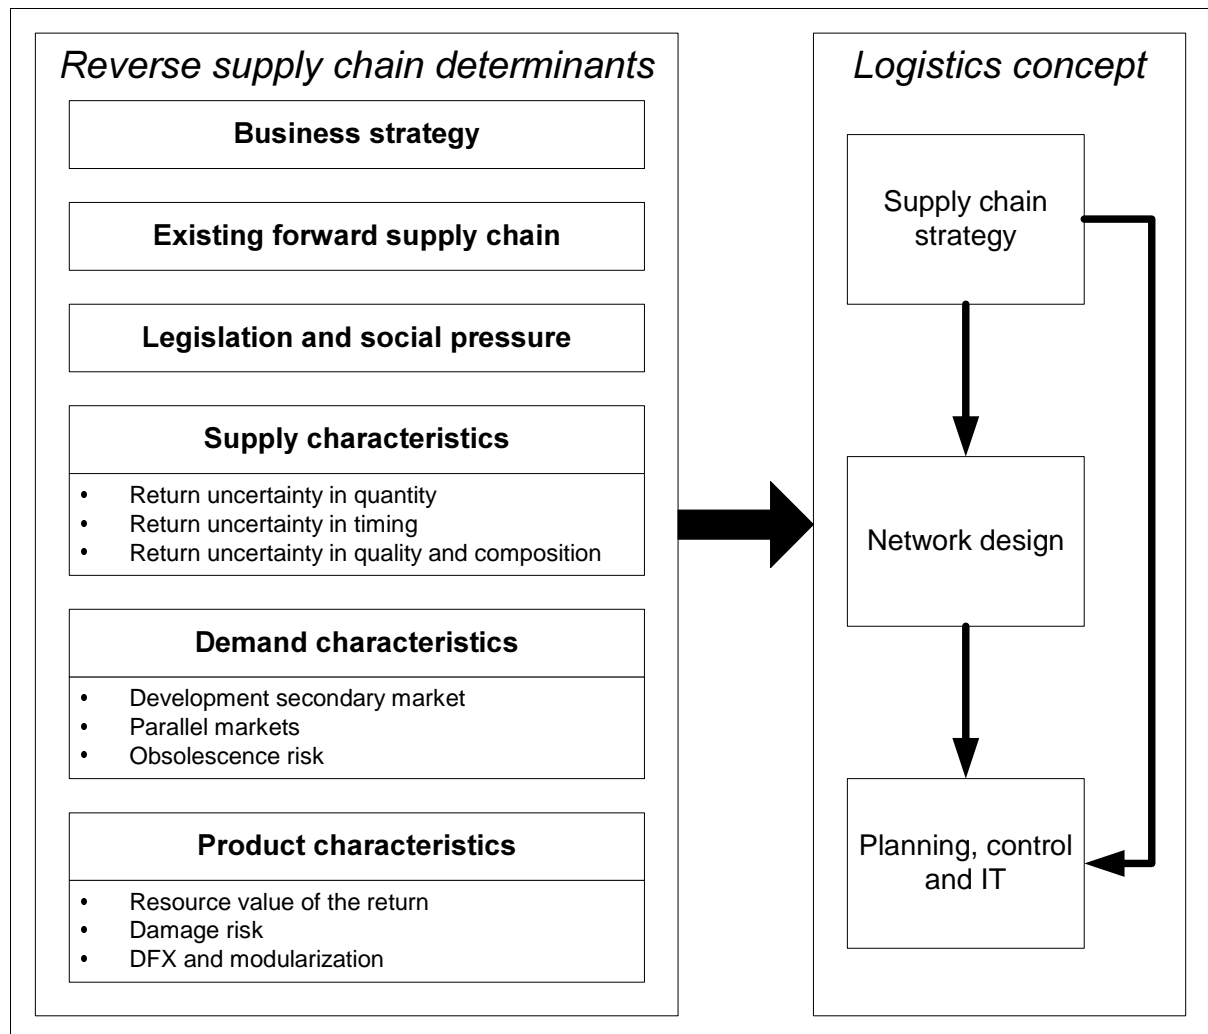 Reverse supply chain determinants
Business strategy
Existing forward supply chain
Legislation and social pressure
Supply characteristics
• Return uncertainty in quantity
• Return uncertainty in timing
• Return uncertainty in quality and composition
Demand characteristics
• Development secondary market
• Parallel markets
• Obsolescence risk
Product characteristics
• Resource value of the return
• Damage risk
• DFX and modularization
Logistics concept
Supply chain
strategy
Network design
Planning, control
and IT